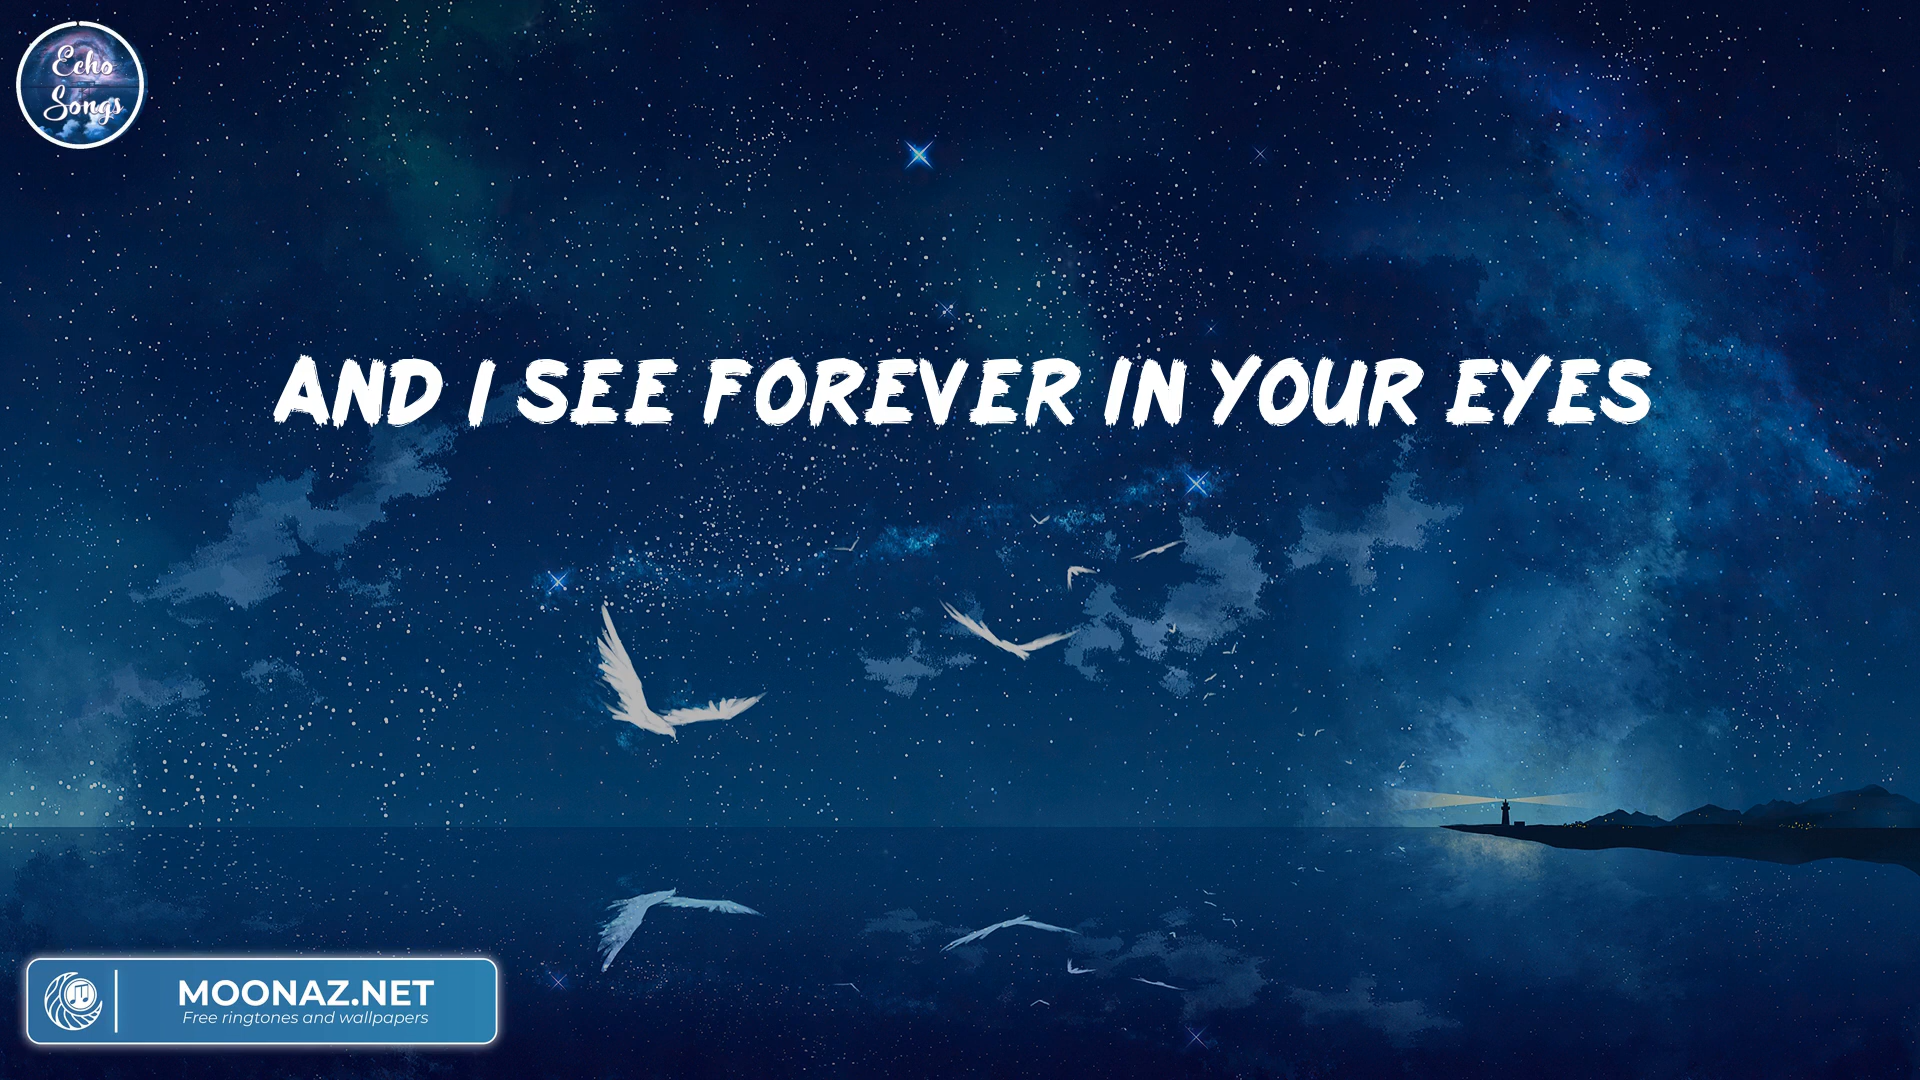 Echo
Songs
AND I SEE FOREVER IN YOUR EYES
MOONAZ.NET
Free ringtones and wallpapers